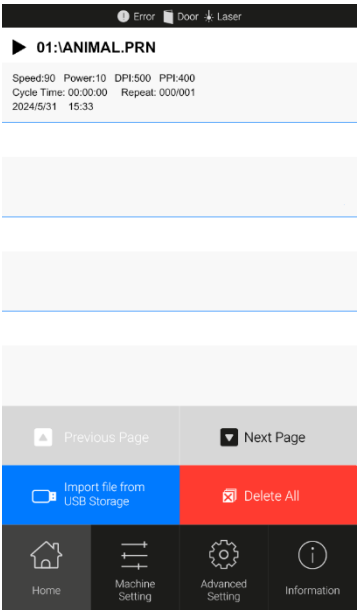 Error Door Laser
01:\ANIMAL.PRN
Speed:90 Power:10 DPI:500 PPI:400
Cycle Time: 00:00:00 Repeat: 000/001
2024/5/31 15:33
Previous Page
Next Page
Import file from
USB Storage
Delete All
Home
Machine
Setting
Advanced
Setting
Information